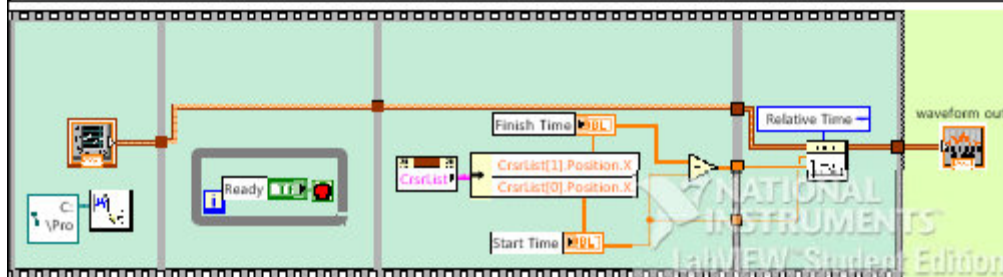 C:
\Pro
Ready
TF
i
CrsrList
Finish Time
DBL
CrsrList[1].Position.X
CrsrList[0].Position.X
Start Time
DBL
Relative Time
waveform out
NATIONAL
INSTRUMENTS
LabVIEW Student Edition